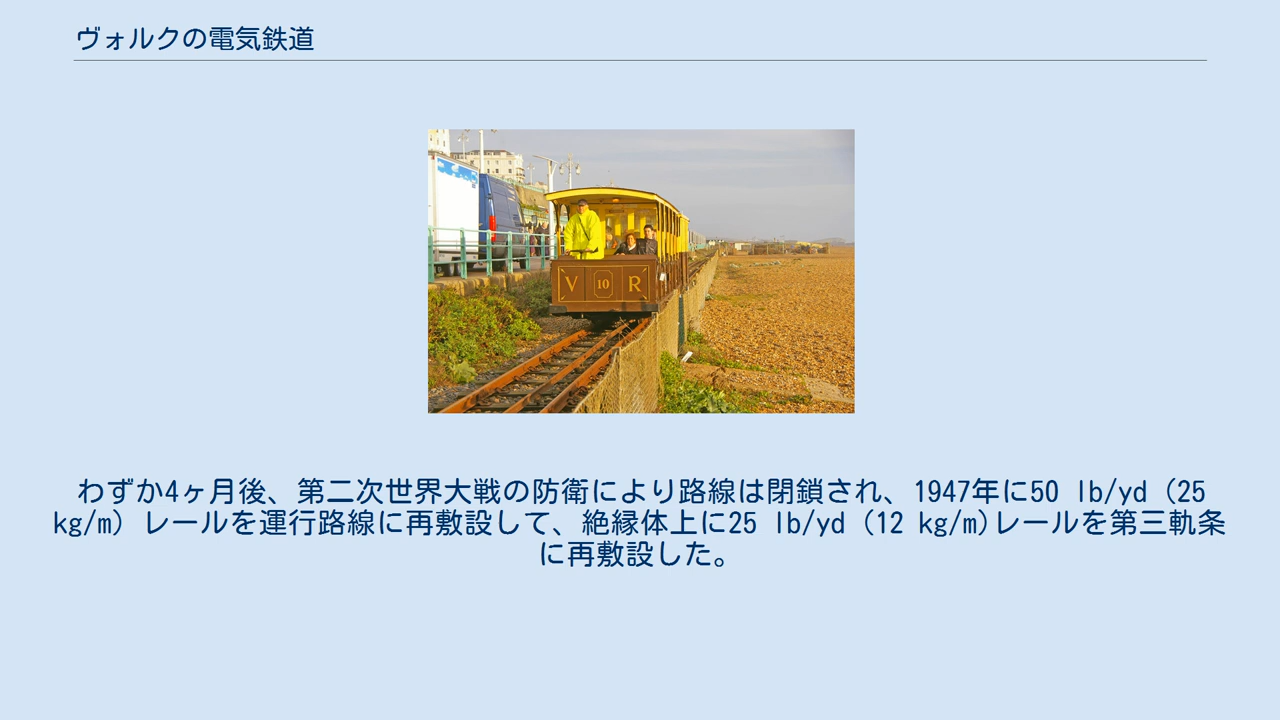 ヴォルクの電気鉄道
V 10 R
わずか4ヶ月後、第二次世界大戦の防衛により路線は閉鎖され、1947年に50 lb/yd (25
kg/m) レールを運行路線に再敷設して、絶縁体上に25 lb/yd (12 kg/m)レールを第三軌条
に再敷設した。